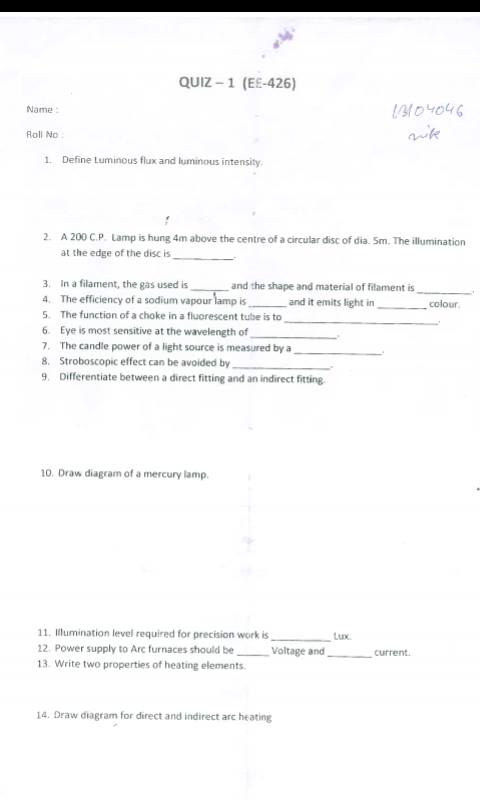 QUIZ – 1 (EE-426)
Name :
13104046
Roll No :
1. Define Luminous flux and luminous intensity.
2. A 200 C.P. Lamp is hung 4m above the centre of a circular disc of dia. 5m. The illumination
at the edge of the disc is ________.
3. In a filament, the gas used is ______ and the shape and material of filament is ________.
4. The efficiency of a sodium vapour lamp is ______ and it emits light in ________ colour.
5. The function of a choke in a fluorescent tube is to ________________.
6. Eye is most sensitive at the wavelength of ____________.
7. The candle power of a light source is measured by a ____________.
8. Stroboscopic effect can be avoided by ____________.
9. Differentiate between a direct fitting and an indirect fitting.
10. Draw diagram of a mercury lamp.
11. Illumination level required for precision work is __________ Lux.
12. Power supply to Arc furnaces should be _____ Voltage and _______ current.
13. Write two properties of heating elements.
14. Draw diagram for direct and indirect arc heating